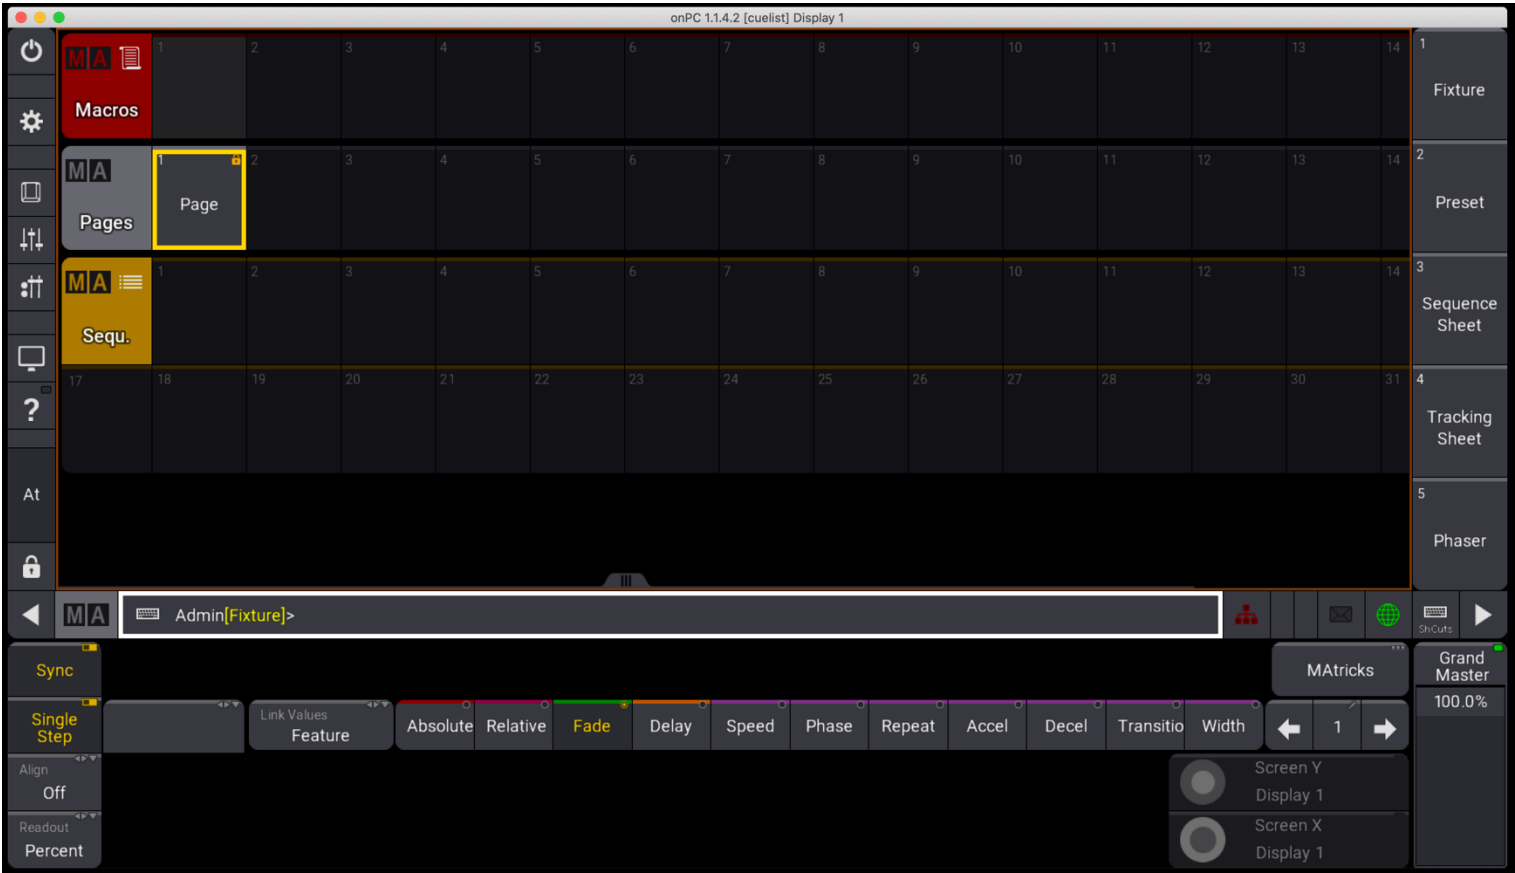 onPC 1.1.4.2 [cuelist] Display 1
MA
Macros
1 2 3 4 5 6 7 8 9 10 11 12 13 14
1
Fixture
MA
Pages
1 2 3 4 5 6 7 8 9 10 11 12 13 14
Page
2
Preset
MA
Sequ.
1 2 3 4 5 6 7 8 9 10 11 12 13 14
3
Sequence
Sheet
17 18 19 20 21 22 23 24 25 26 27 28 29 30 31
4
Tracking
Sheet
?
At
5
Phaser
MA
Admin[Fixture]>
ShCuts
Sync
MAtricks
Grand
Master
100.0%
Single
Step
Link Values
Feature
Absolute Relative Fade Delay Speed Phase Repeat Accel Decel Transitio Width
1
Align
Off
Screen Y
Display 1
Readout
Percent
Screen X
Display 1